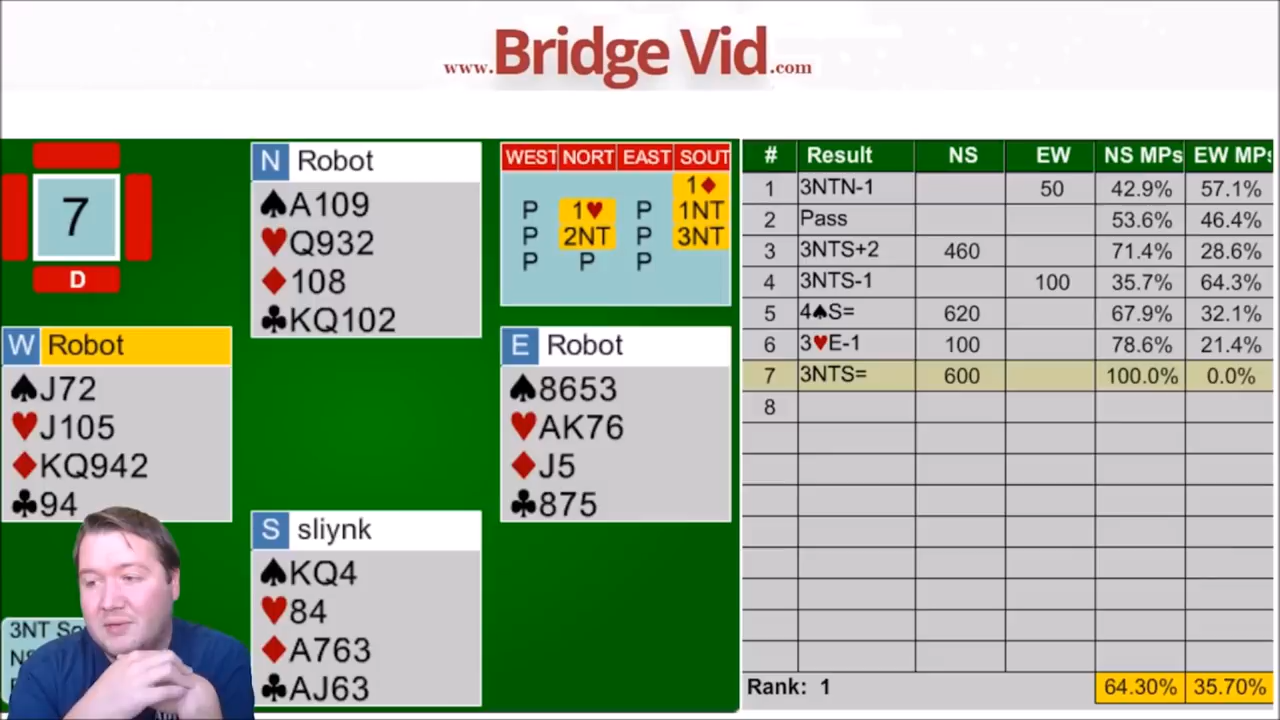 www.Bridge Vid.com
7
D
N Robot
♠A109
♥Q932
♦108
♣KQ102
W Robot
♠J72
♥J105
♦KQ942
♣94
E Robot
♠8653
♥AK76
♦J5
♣875
S sliynk
♠KQ4
♥84
♦A763
♣AJ63
3NT
WEST NORT EAST SOUT
1♦
P 1♥ P 1NT
P 2NT P 3NT
P P P
# Result NS EW NS MPs EW MPs
1 3NTN-1 50 42.9% 57.1%
2 Pass 53.6% 46.4%
3 3NTS+2 460 71.4% 28.6%
4 3NTS-1 100 35.7% 64.3%
5 4♠S= 620 67.9% 32.1%
6 3♥E-1 100 78.6% 21.4%
7 3NTS= 600 100.0% 0.0%
8
Rank: 1 64.30% 35.70%